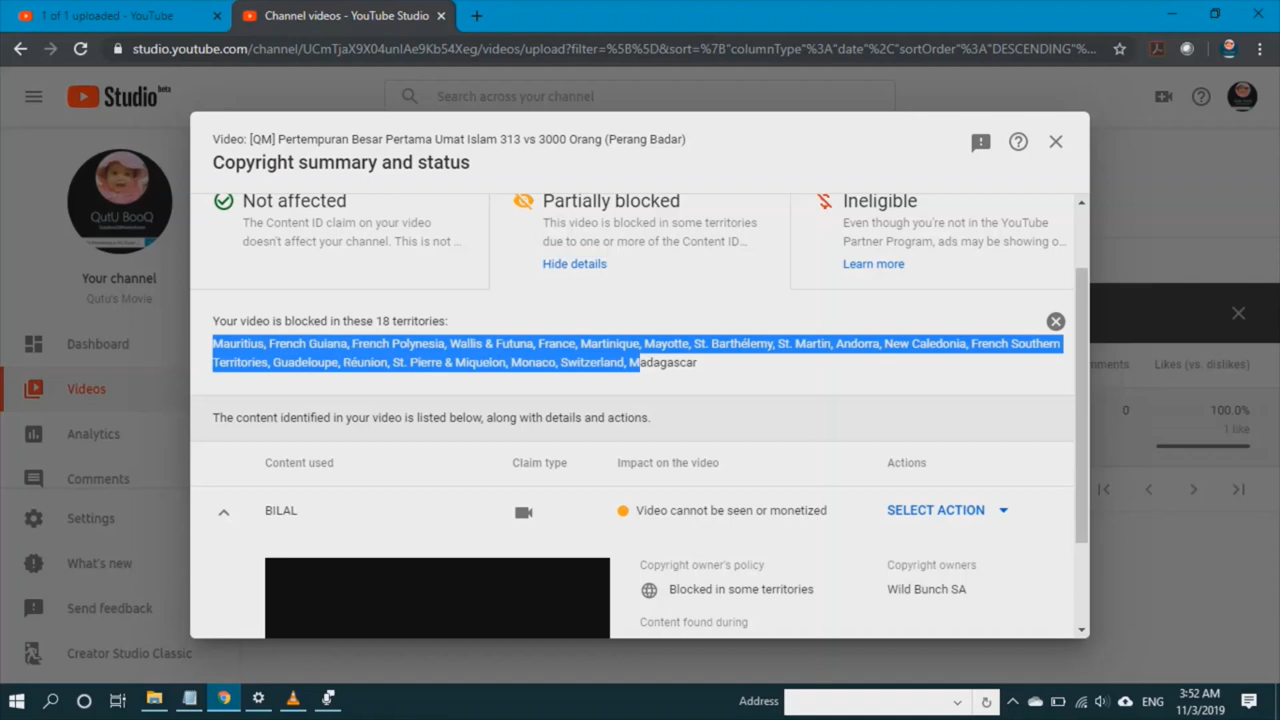 1 of 1 uploaded - YouTube
Channel videos - YouTube Studio
studio.youtube.com/channel/UCmTjaX9X04unIAe9Kb54Xeg/videos/upload?filter=%5B%5D&sort=%7B"columnType"%3A"date"%2C"sortOrder"%3A"DESCENDING"%...
Studio beta
Search across your channel
QutU BooQ
Your channel
Qutu's Movie
Dashboard
Videos
Analytics
Comments
Settings
What's new
Send feedback
Creator Studio Classic
Video: [QM] Pertempuran Besar Pertama Umat Islam 313 vs 3000 Orang (Perang Badar)
Copyright summary and status
Not affected
The Content ID claim on your video
doesn't affect your channel. This is not ...
Partially blocked
This video is blocked in some territories
due to one or more of the Content ID...
Hide details
Ineligible
Even though you're not in the YouTube
Partner Program, ads may be showing o...
Learn more
Your video is blocked in these 18 territories:
Mauritius, French Guiana, French Polynesia, Wallis & Futuna, France, Martinique, Mayotte, St. Barthélemy, St. Martin, Andorra, New Caledonia, French Southern
Territories, Guadeloupe, Réunion, St. Pierre & Miquelon, Monaco, Switzerland, Madagascar
The content identified in your video is listed below, along with details and actions.
Content used
Claim type
Impact on the video
Actions
BILAL
Video cannot be seen or monetized
SELECT ACTION
Copyright owner's policy
Blocked in some territories
Content found during
Copyright owners
Wild Bunch SA
nments
Likes (vs. dislikes)
0
100.0%
1 like
Address
ENG
3:52 AM
11/3/2019